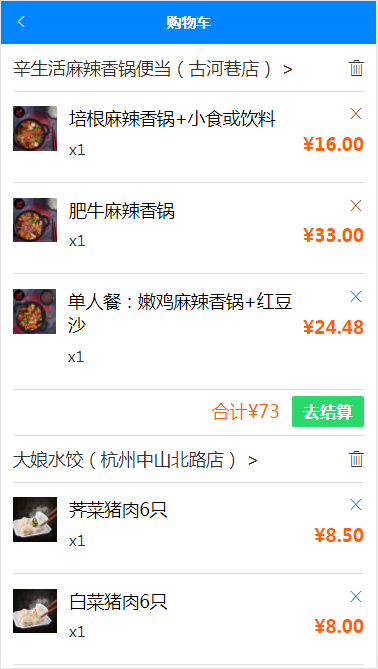 购物车
辛生活麻辣香锅便当（古河巷店） >
培根麻辣香锅+小食或饮料
x1
¥16.00
肥牛麻辣香锅
x1
¥33.00
单人餐：嫩鸡麻辣香锅+红豆
沙
x1
¥24.48
合计¥73 去结算
大娘水饺（杭州中山北路店） >
荠菜猪肉6只
x1
¥8.50
白菜猪肉6只
x1
¥8.00